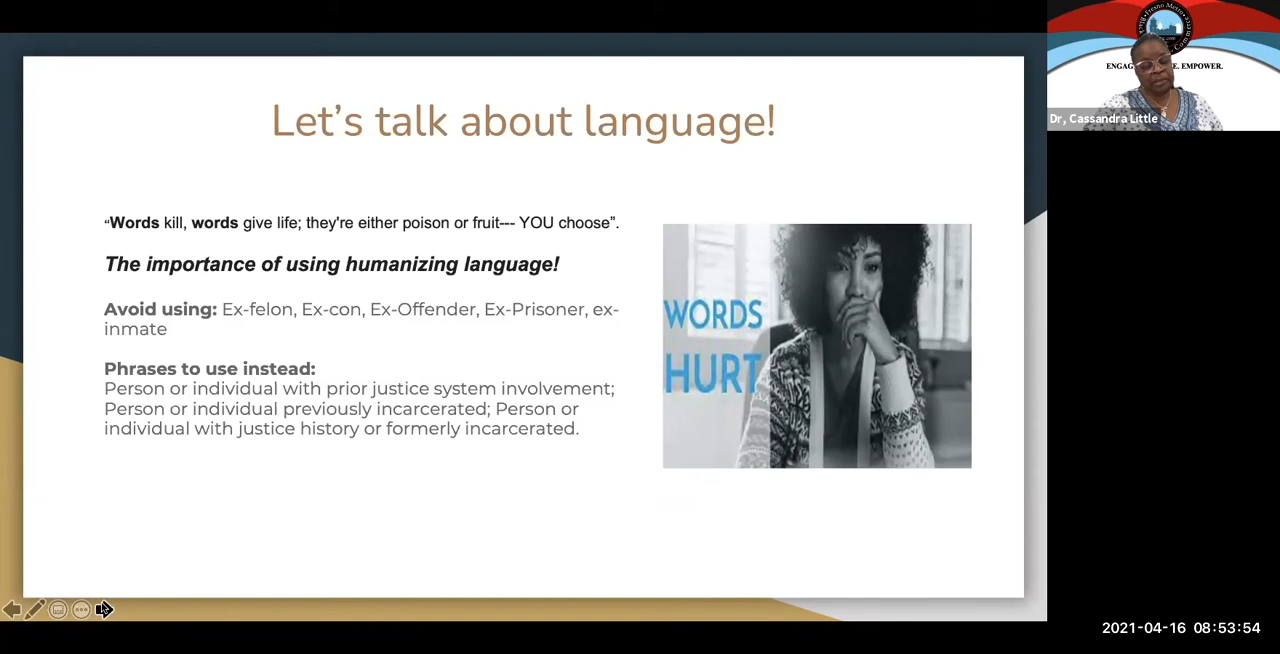 Let's talk about language!
“Words kill, words give life; they're either poison or fruit--- YOU choose”.
The importance of using humanizing language!
Avoid using: Ex-felon, Ex-con, Ex-Offender, Ex-Prisoner, ex-
inmate
Phrases to use instead:
Person or individual with prior justice system involvement;
Person or individual previously incarcerated; Person or
individual with justice history or formerly incarcerated.
WORDS
HURT
Fresno Metro
ENGAG
E. EMPOWER.
Dr, Cassandra Little
2021-04-16 08:53:54